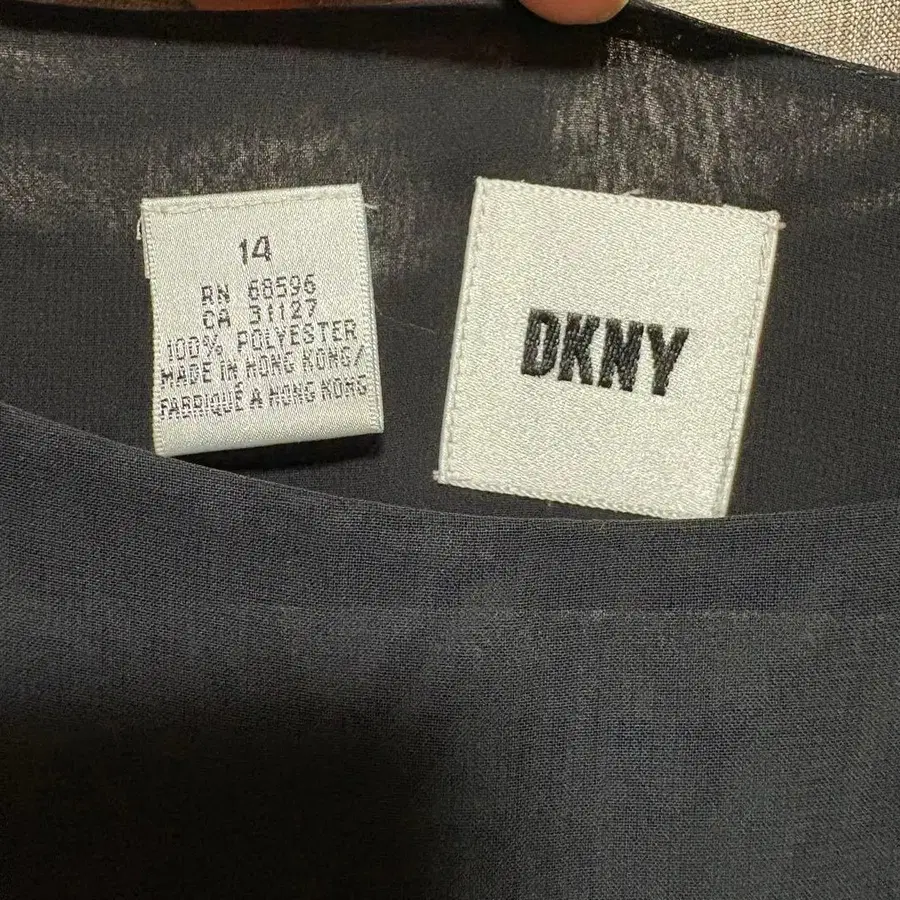 14
RN 68596
CA 31127
100% POLYESTER
MADE IN HONG KONG/
FABRIQUÉ A HONG KONG
DKNY